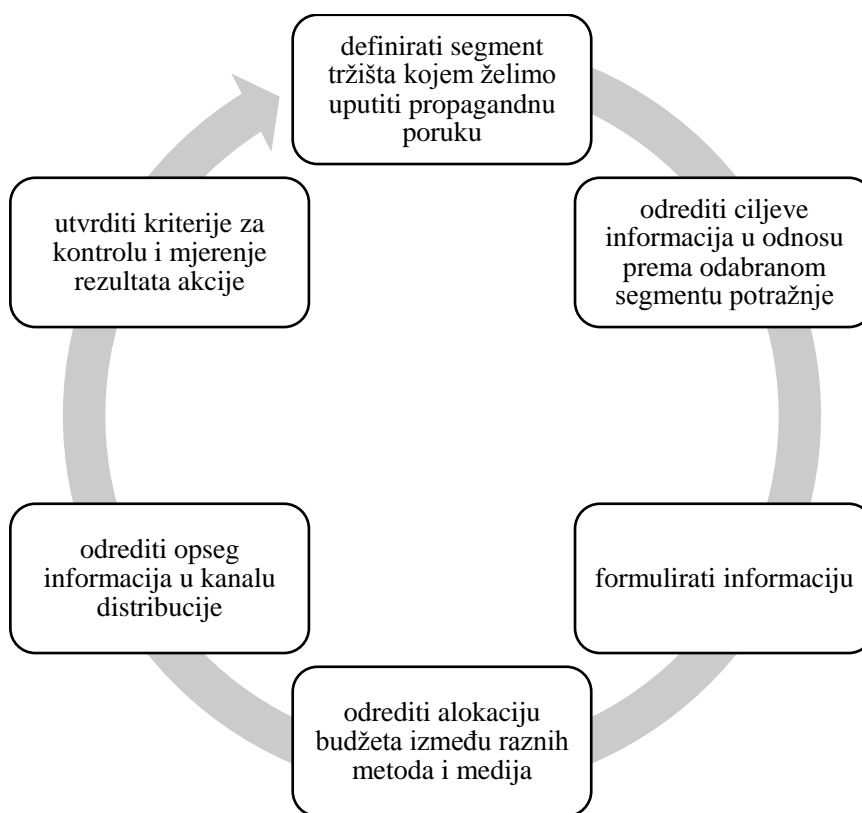 definirati segment
tržišta kojem želimo
uputiti propagandnu
poruku
odrediti ciljeve
informacija u odnosu
prema odabranom
segmentu potražnje
formulirati informaciju
odrediti alokaciju
budžeta između raznih
metoda i medija
odrediti opseg
informacija u kanalu
distribucije
utvrditi kriterije za
kontrolu i mjerenje
rezultata akcije